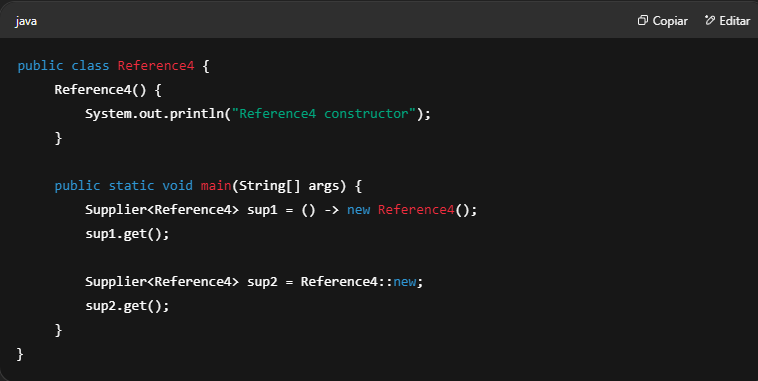 java
Copiar
Editar
public class Reference4 {
Reference4() {
System.out.println("Reference4 constructor");
}
public static void main(String[] args) {
Supplier<Reference4> sup1 = () -> new Reference4();
sup1.get();
Supplier<Reference4> sup2 = Reference4::new;
sup2.get();
}
}